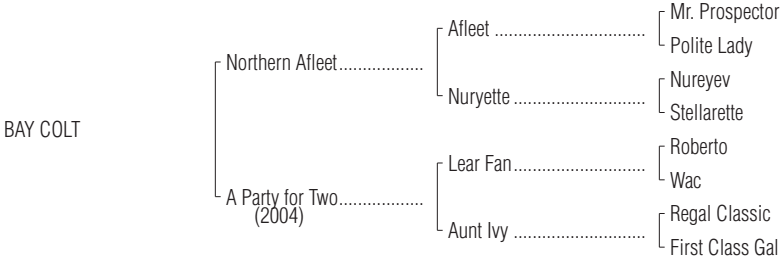 Mr. Prospector
Afleet ...............................
Polite Lady
Northern Afleet..................
Nureyev
Nuryette ...........................
Stellarette
BAY COLT
Roberto
Lear Fan...........................
Wac
A Party for Two.................
(2004)
Regal Classic
Aunt Ivy ...........................
First Class Gal